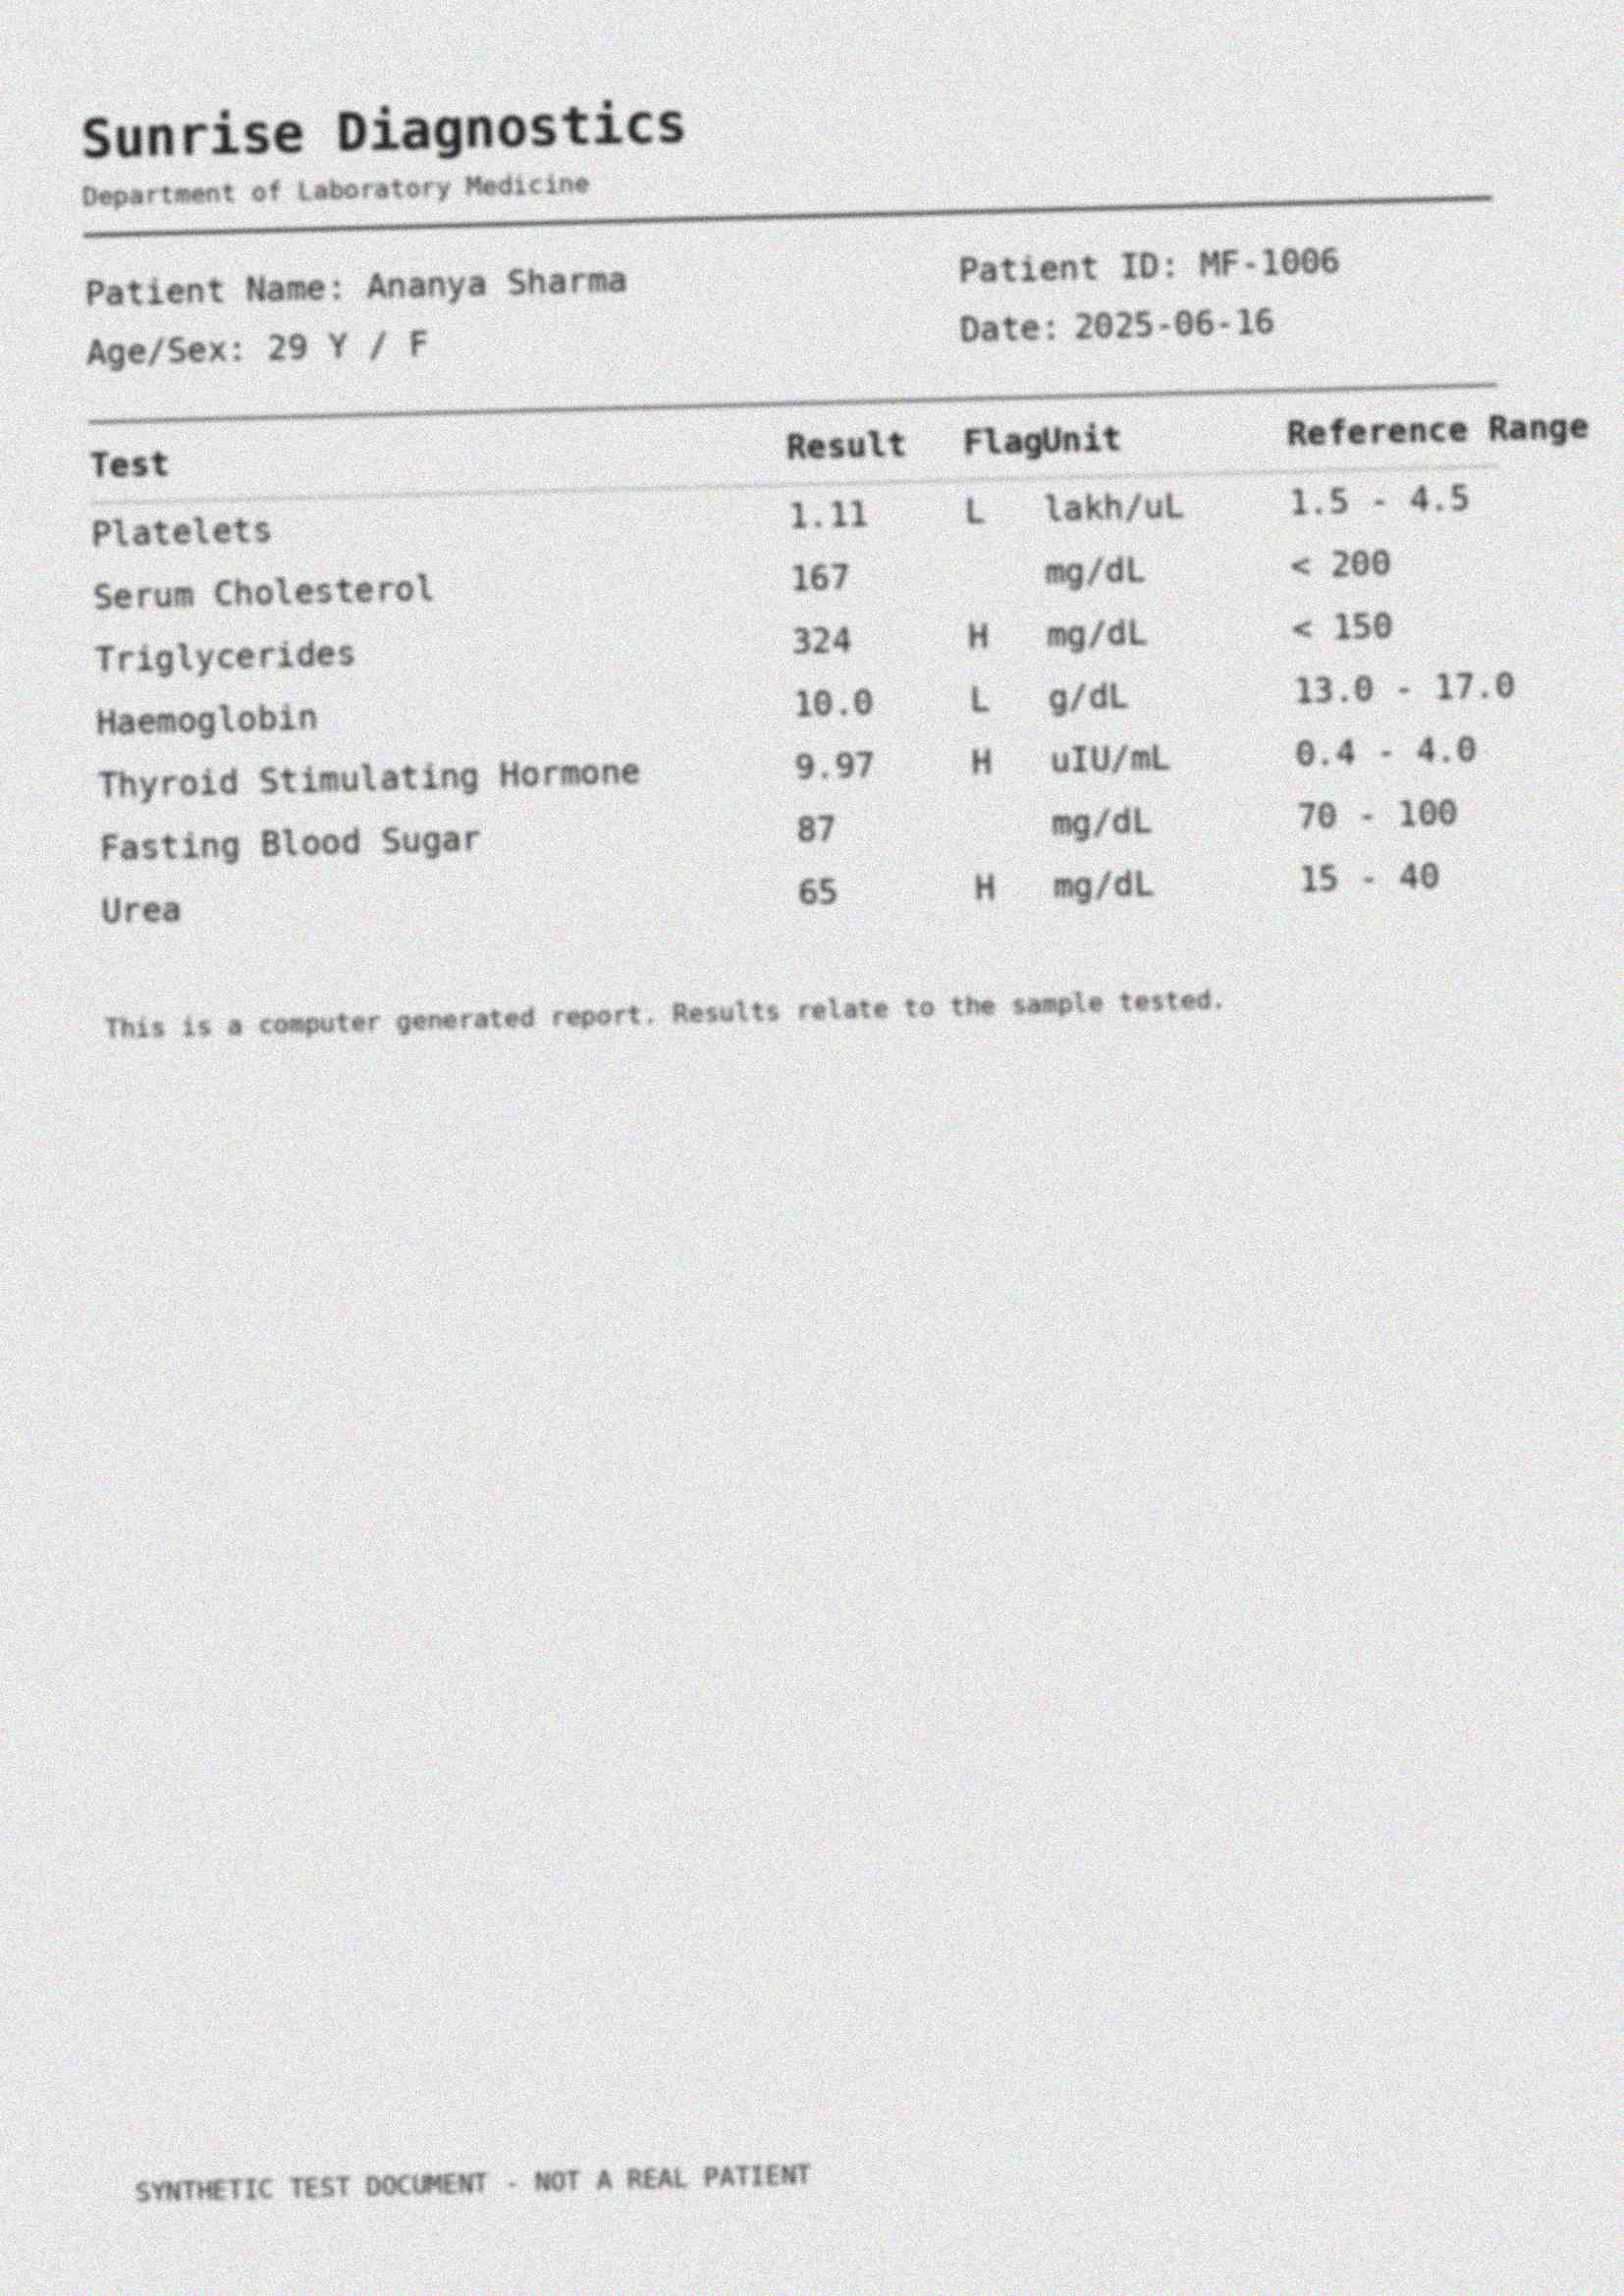 Sunrise Diagnostics
Department of Laboratory Medicine
Patient Name: Ananya Sharma Patient ID: MF-1006
Age/Sex: 29 Y / F Date: 2025-06-16
Test Result FlagUnit Reference Range
Platelets 1.11 L lakh/uL 1.5 - 4.5
Serum Cholesterol 167 mg/dL < 200
Triglycerides 324 H mg/dL < 150
Haemoglobin 10.0 L g/dL 13.0 - 17.0
Thyroid Stimulating Hormone 9.97 H uIU/mL 0.4 - 4.0
Fasting Blood Sugar 87 mg/dL 70 - 100
Urea 65 H mg/dL 15 - 40
This is a computer generated report. Results relate to the sample tested.
SYNTHETIC TEST DOCUMENT - NOT A REAL PATIENT